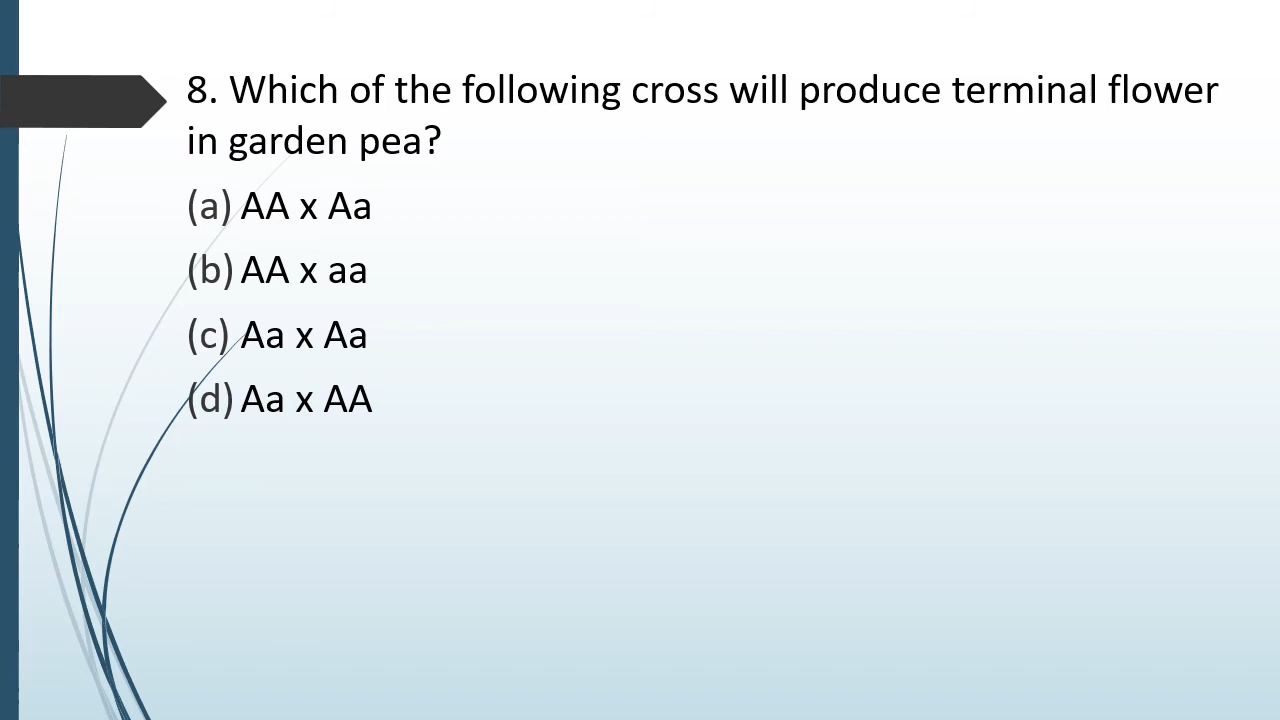 8. Which of the following cross will produce terminal flower
in garden pea?
(a) AA x Aa
(b) AA x aa
(c) Aa x Aa
(d) Aa x AA